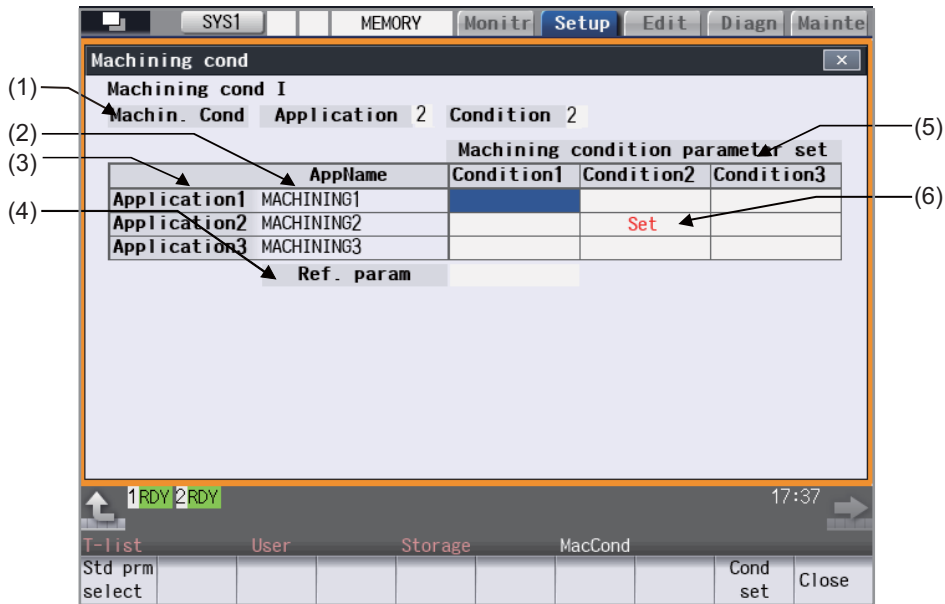 SYS1 MEMORY Monitr Setup Edit Diagn Mainte
Machining cond ×
Machining cond I
(1) Machin. Cond Application 2 Condition 2
(2) (5)
Machining condition parameter set
(3) AppName Condition1 Condition2 Condition3
Application1 MACHINING1
(4) (6)
Application2 MACHINING2 Set
Application3 MACHINING3
Ref. param
1 RDY 2 RDY 17:37
T-list User Storage MacCond
Std prm select Cond set Close